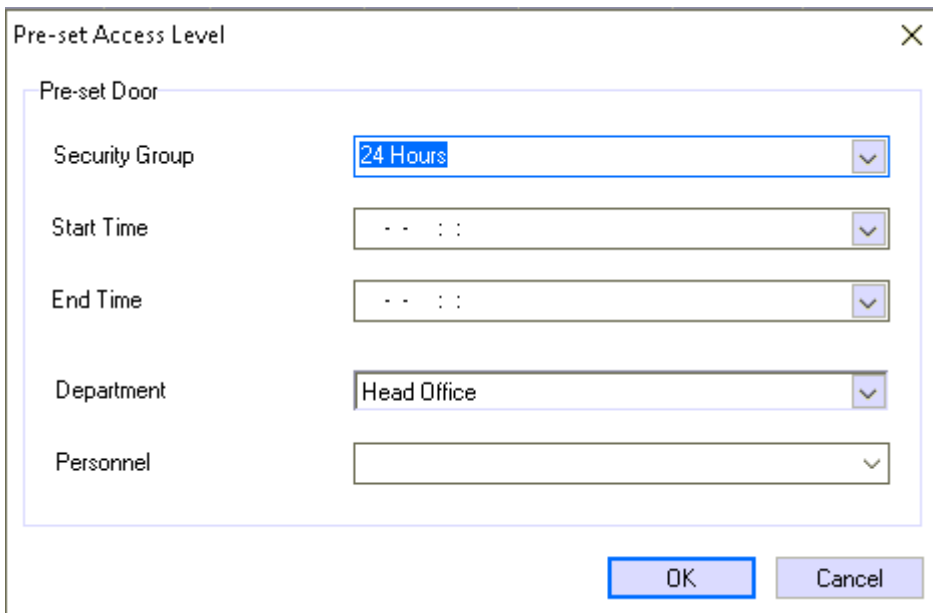 Pre-set Access Level
Pre-set Door
Security Group 24 Hours
Start Time - - : :
End Time - - : :
Department Head Office
Personnel
OK Cancel